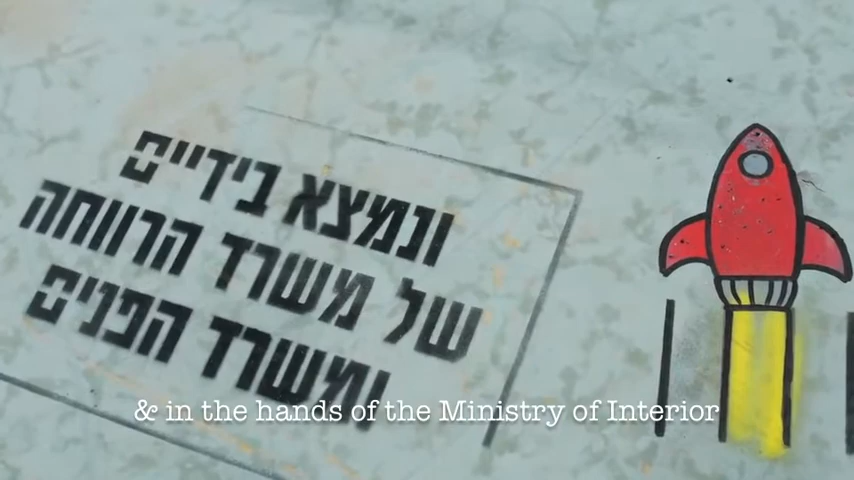 ונמצא בידיים
של משרד הרווחה
ומשרד הפנים
& in the hands of the Ministry of Interior